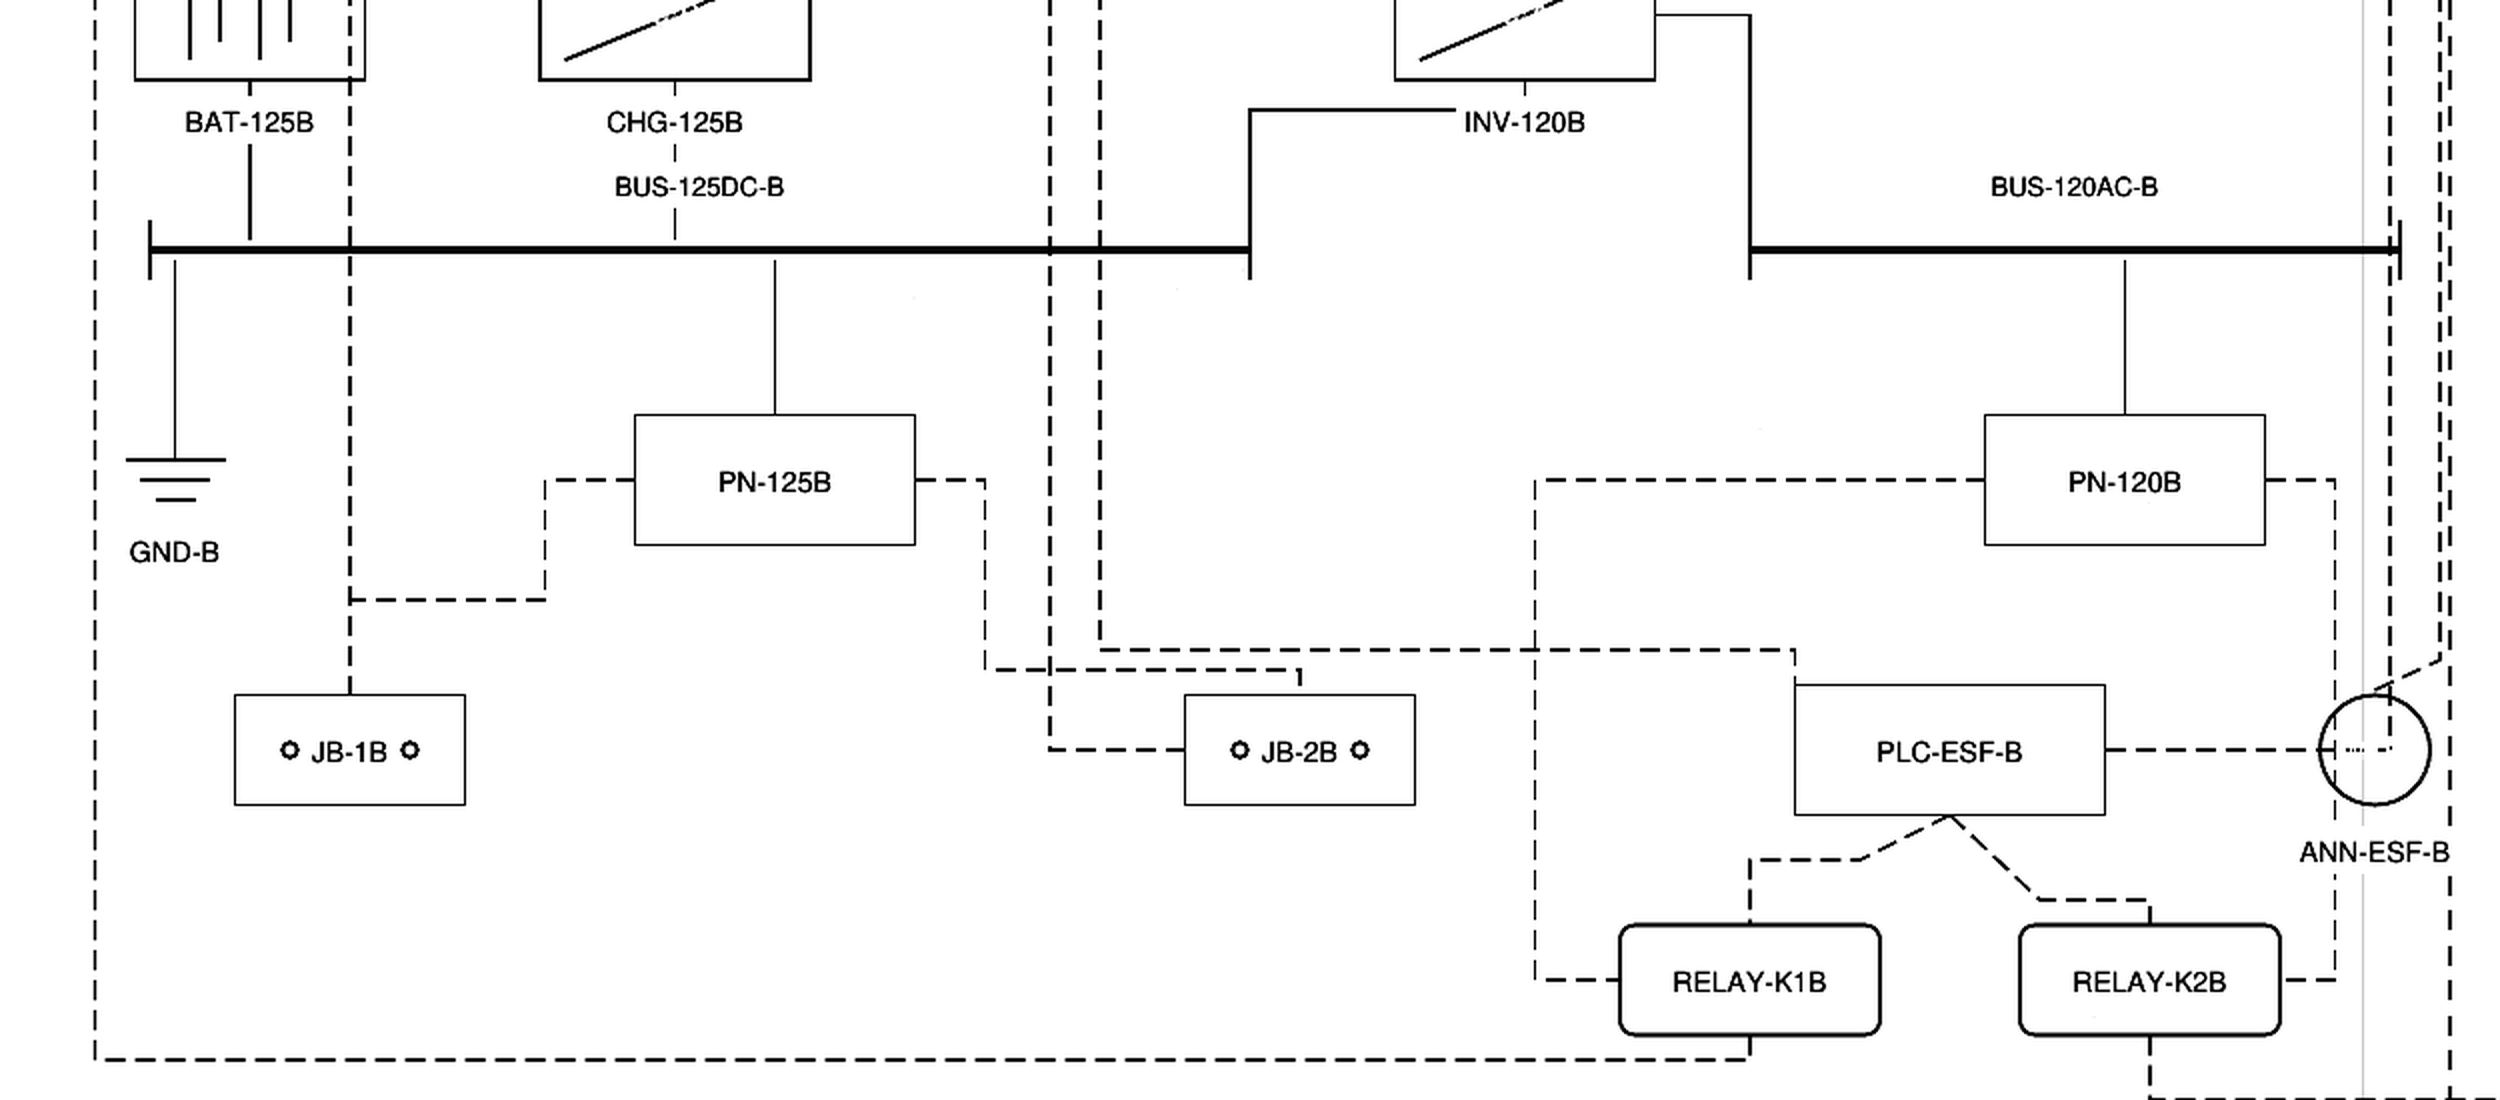 BAT-125B
CHG-125B
INV-120B
BUS-125DC-B
BUS-120AC-B
PN-125B
PN-120B
GND-B
JB-1B
JB-2B
PLC-ESF-B
ANN-ESF-B
RELAY-K1B
RELAY-K2B